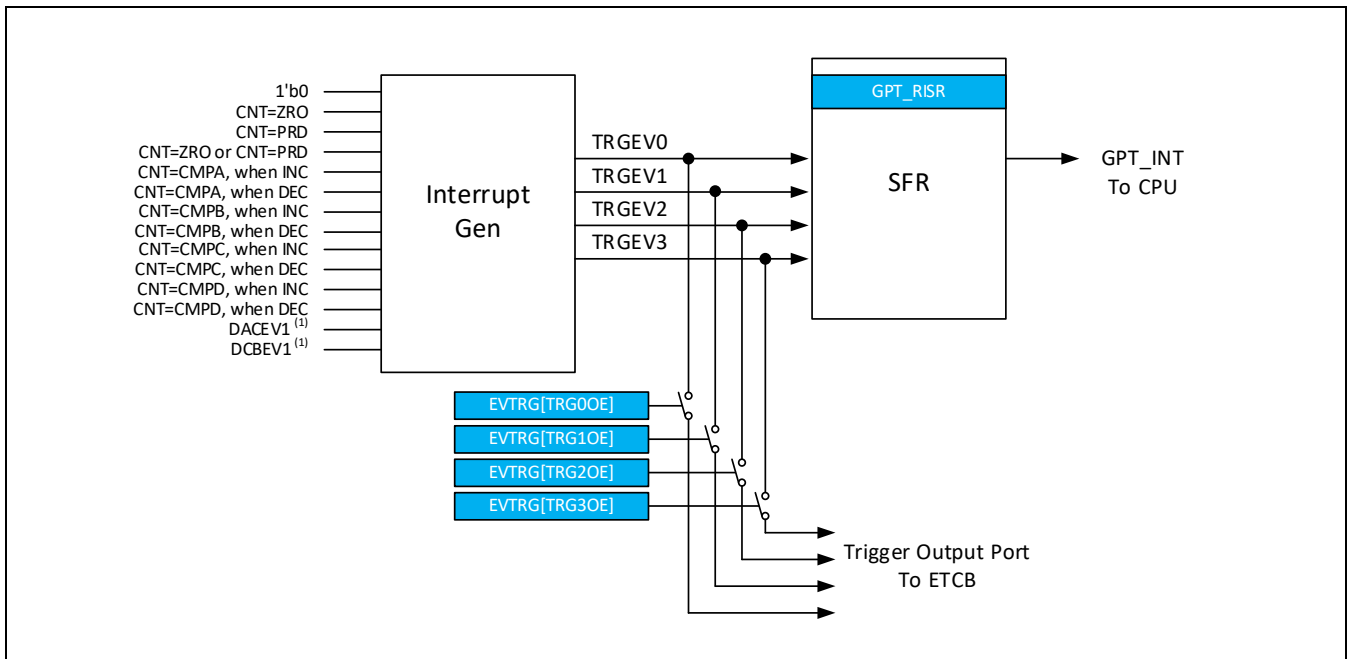 1'b0
CNT=ZRO
CNT=PRD
CNT=ZRO or CNT=PRD
CNT=CMPA, when INC
CNT=CMPA, when DEC
CNT=CMPB, when INC
CNT=CMPB, when DEC
CNT=CMPC, when INC
CNT=CMPC, when DEC
CNT=CMPD, when INC
CNT=CMPD, when DEC
DACEV1 (1)
DCBEV1 (1)
Interrupt
Gen
TRGEV0
TRGEV1
TRGEV2
TRGEV3
GPT_RISR
SFR
GPT_INT
To CPU
EVTRG[TRG0OE]
EVTRG[TRG1OE]
EVTRG[TRG2OE]
EVTRG[TRG3OE]
Trigger Output Port
To ETCB